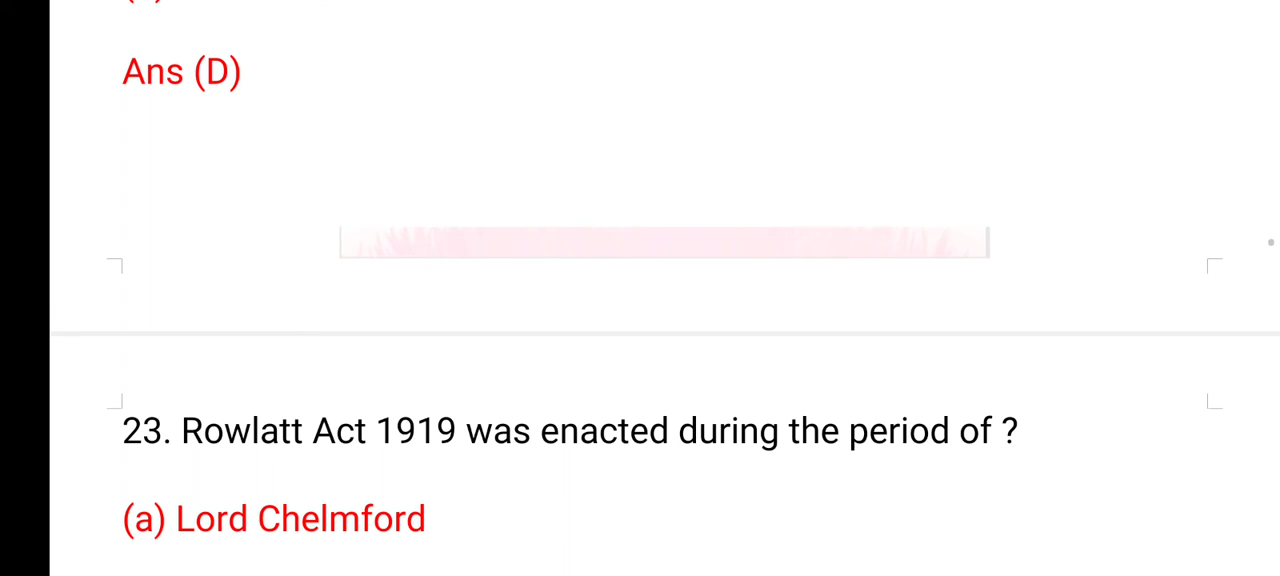 Ans (D)
23. Rowlatt Act 1919 was enacted during the period of ?
(a) Lord Chelmford